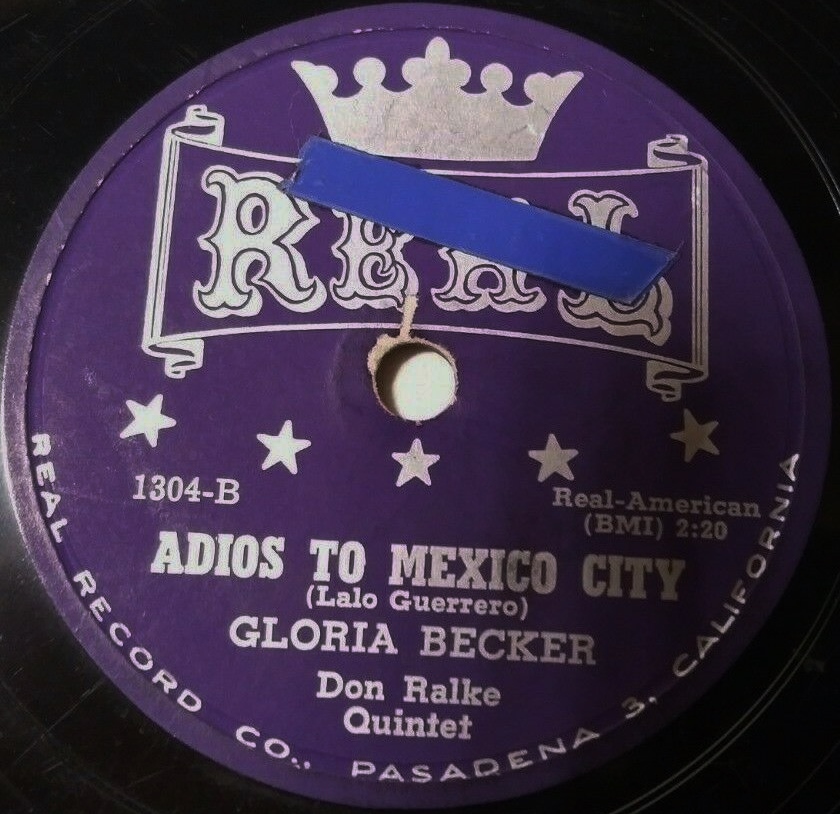 REAL
1304-B
Real-American
(BMI) 2:20
ADIOS TO MEXICO CITY
(Lalo Guerrero)
GLORIA BECKER
Don Ralke
Quintet
REAL RECORD CO., PASADENA 3, CALIFORNIA